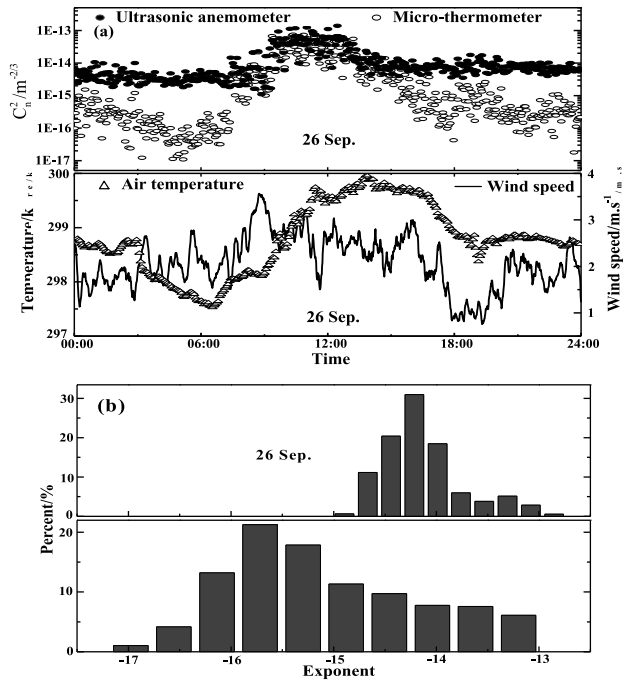 Ultrasonic anemometer Micro-thermometer
(a)
1E-13
1E-14
1E-15
1E-16
1E-17
C_n^2/m^{-2/3}
26 Sep.
300
299
298
297
Temperature/k
Air temperature Wind speed
4
3
2
1
Wind speed/m.s^{-1}
26 Sep.
00:00 06:00 12:00 18:00 24:00
Time
(b)
30
20
10
0
26 Sep.
Percent/%
20
10
0
-17 -16 -15 -14 -13
Exponent